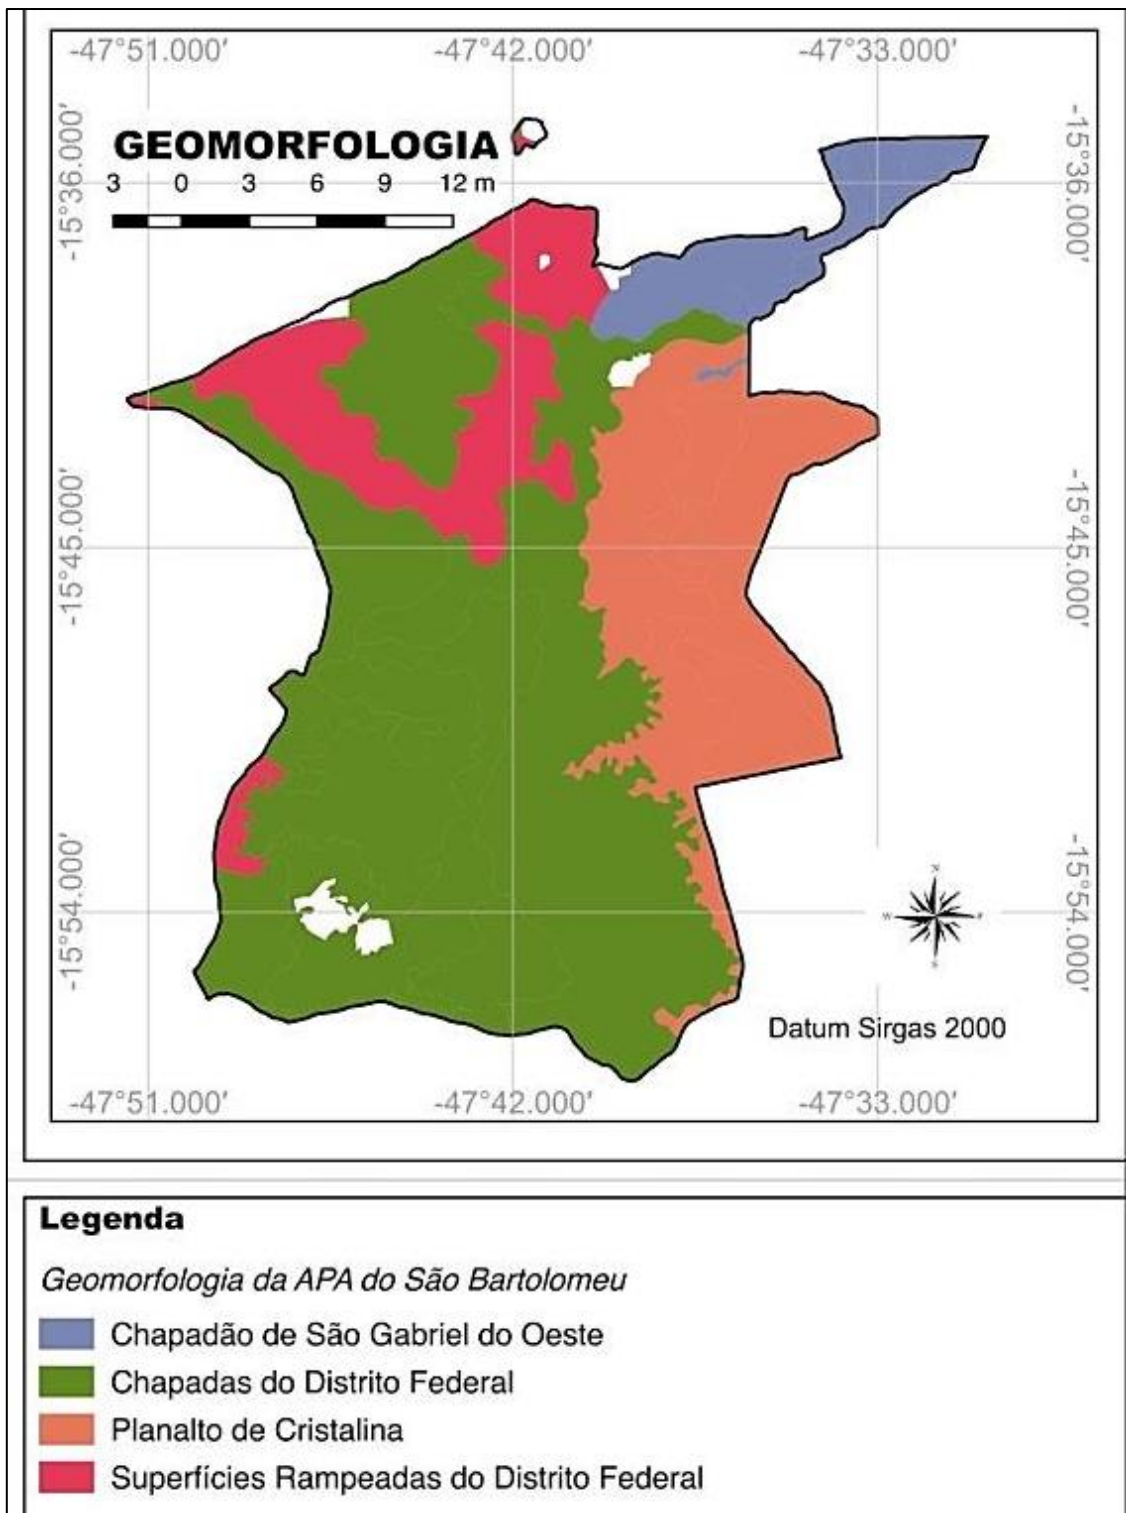 -47°51.000' -47°42.000' -47°33.000'
-15°36.000'
GEOMORFOLOGIA
3 0 3 6 9 12 m
-15°36.000'
-15°45.000'
-15°45.000'
-15°54.000'
-15°54.000'
N
W
S
Datum Sirgas 2000
-47°51.000' -47°42.000' -47°33.000'
Legenda
Geomorfologia da APA do São Bartolomeu
Chapadão de São Gabriel do Oeste
Chapadas do Distrito Federal
Planalto de Cristalina
Superfícies Rampeadas do Distrito Federal